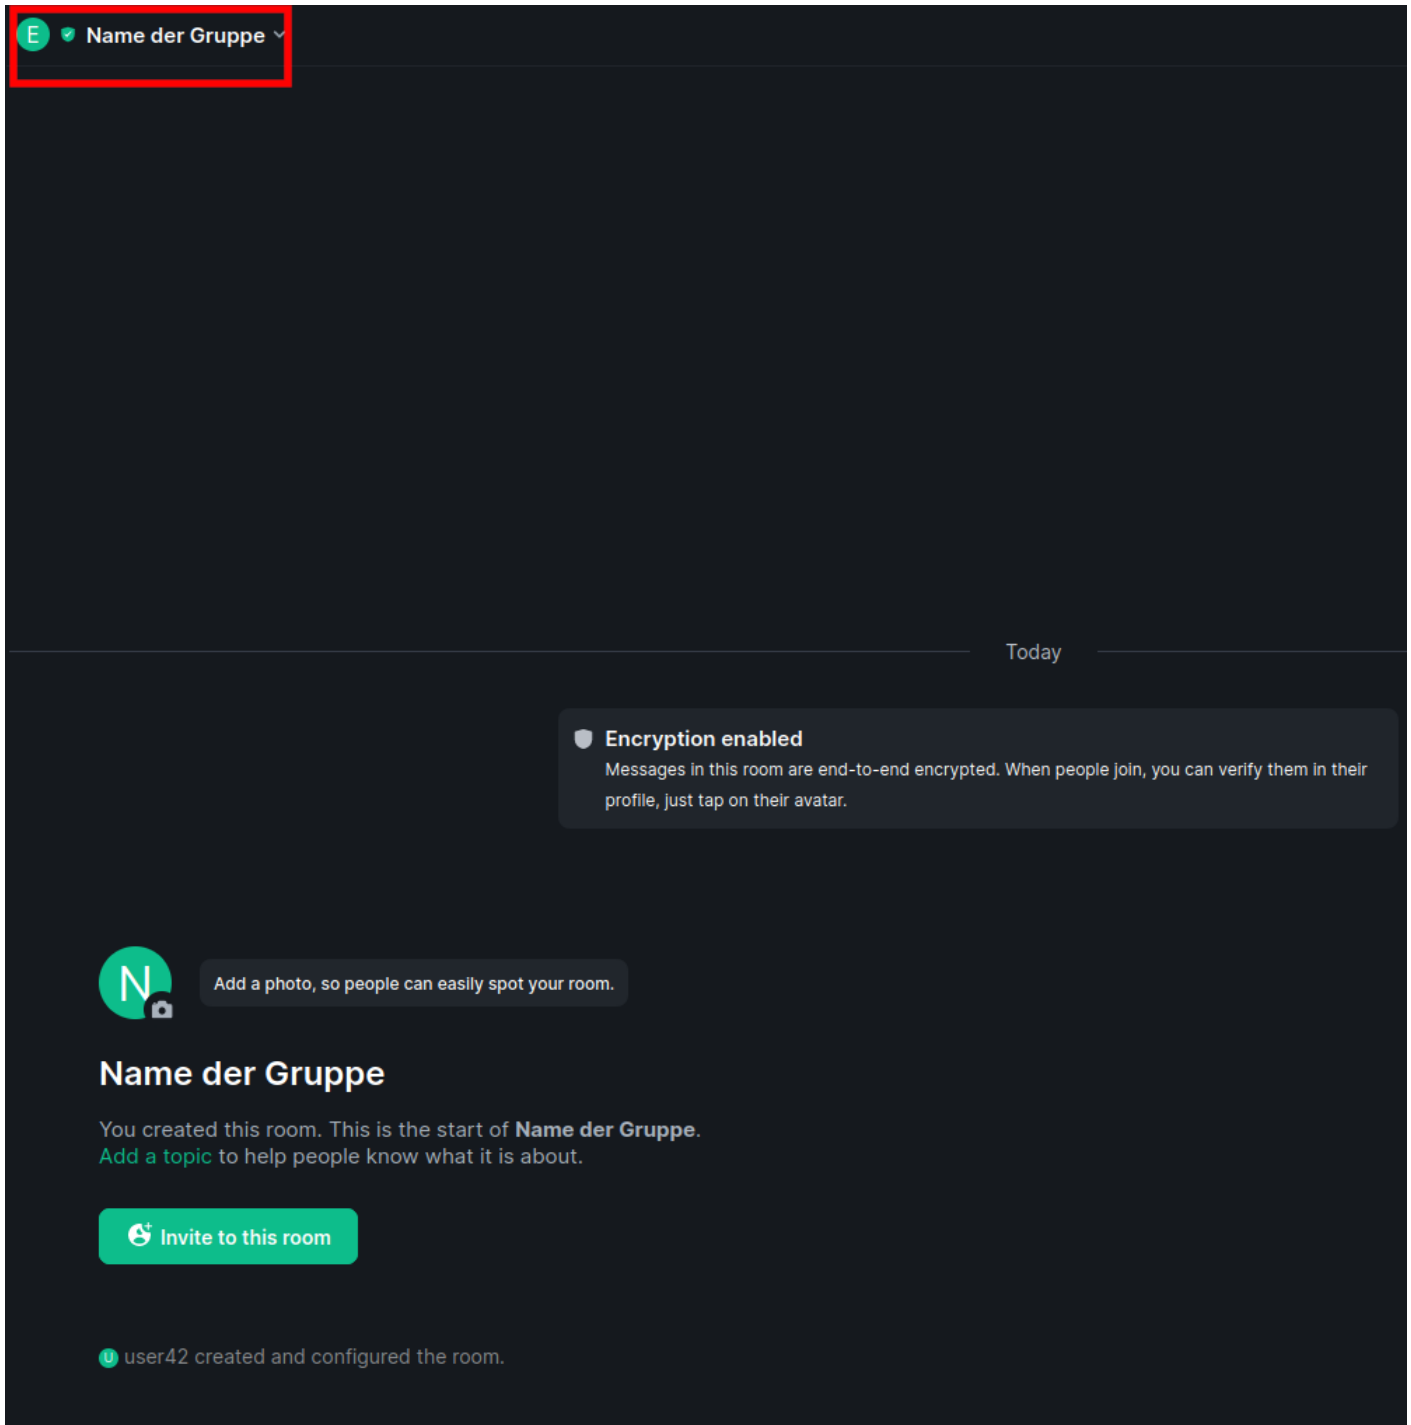 E Name der Gruppe
Today
Encryption enabled
Messages in this room are end-to-end encrypted. When people join, you can verify them in their
profile, just tap on their avatar.
N
Add a photo, so people can easily spot your room.
Name der Gruppe
You created this room. This is the start of Name der Gruppe.
Add a topic to help people know what it is about.
Invite to this room
U user42 created and configured the room.